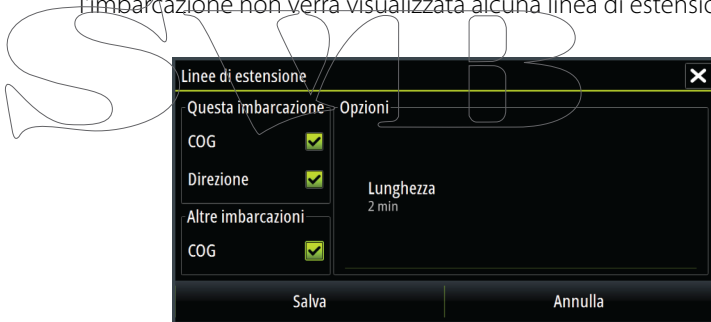 l'imbarcazione non verrà visualizzata alcuna linea di estensio
SVB
Linee di estensione
Questa imbarcazione
COG
Direzione
Altre imbarcazioni
COG
Opzioni
Lunghezza
2 min
Salva
Annulla